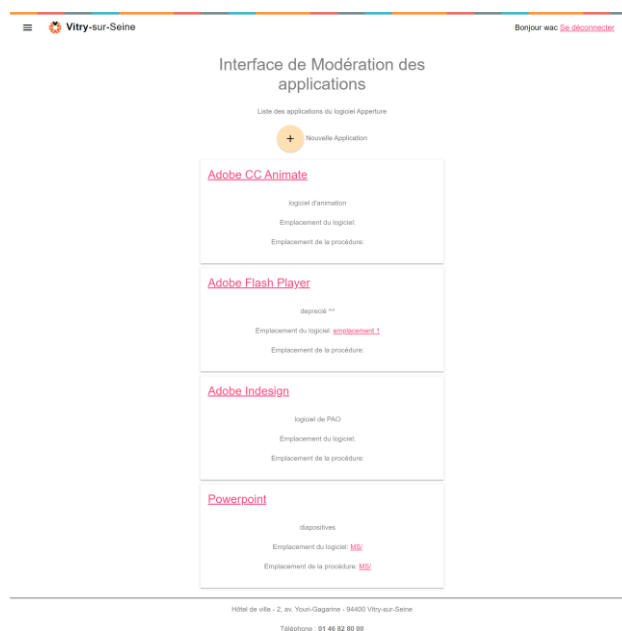 Vitry-sur-Seine
Bonjour wac Se déconnecter
Interface de Modération des
applications
Liste des applications du logiciel Apperture
+ Nouvelle Application
Adobe CC Animate
logiciel d'animation
Emplacement du logiciel:
Emplacement de la procédure:
Adobe Flash Player
deprecié ^^
Emplacement du logiciel: emplacement 1
Emplacement de la procédure:
Adobe Indesign
logiciel de PAO
Emplacement du logiciel:
Emplacement de la procédure:
Powerpoint
diapositives
Emplacement du logiciel: MS/
Emplacement de la procédure: MS/
Hôtel de ville - 2, av. Youri-Gagarine - 94400 Vitry-sur-Seine
Téléphone : 01 46 82 80 00